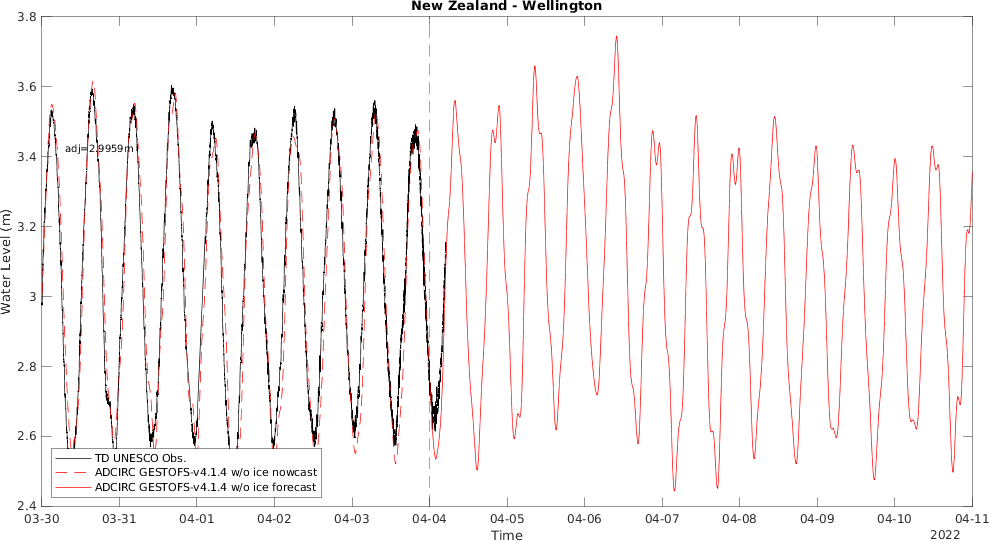 New Zealand - Wellington
3.8
3.6
3.4
3.2
3
2.8
2.6
2.4
Water Level (m)
adj=2.9959m
TD UNESCO Obs.
ADCIRC GESTOFS-v4.1.4 w/o ice nowcast
ADCIRC GESTOFS-v4.1.4 w/o ice forecast
03-30 03-31 04-01 04-02 04-03 04-04 04-05 04-06 04-07 04-08 04-09 04-10 04-11
Time
2022